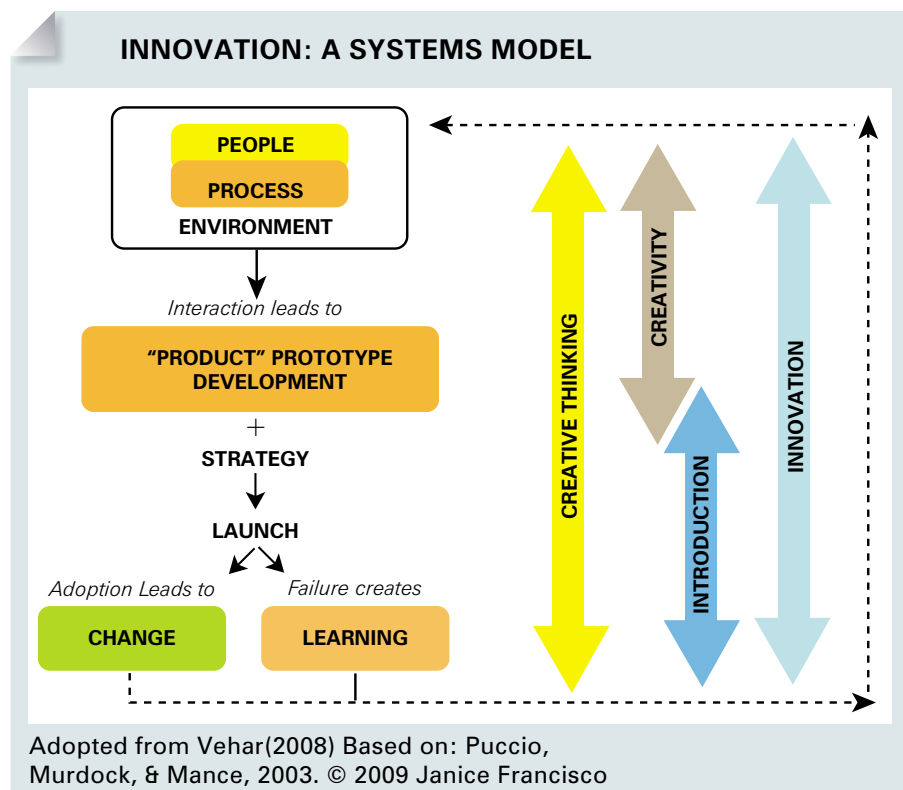 INNOVATION: A SYSTEMS MODEL
PEOPLE
PROCESS
ENVIRONMENT
Interaction leads to
“PRODUCT” PROTOTYPE
DEVELOPMENT
+
STRATEGY
LAUNCH
Adoption Leads to
Failure creates
CHANGE
LEARNING
CREATIVE THINKING
CREATIVITY
INTRODUCTION
INNOVATION
Adopted from Vehar(2008) Based on: Puccio,
Murdock, & Mance, 2003. © 2009 Janice Francisco